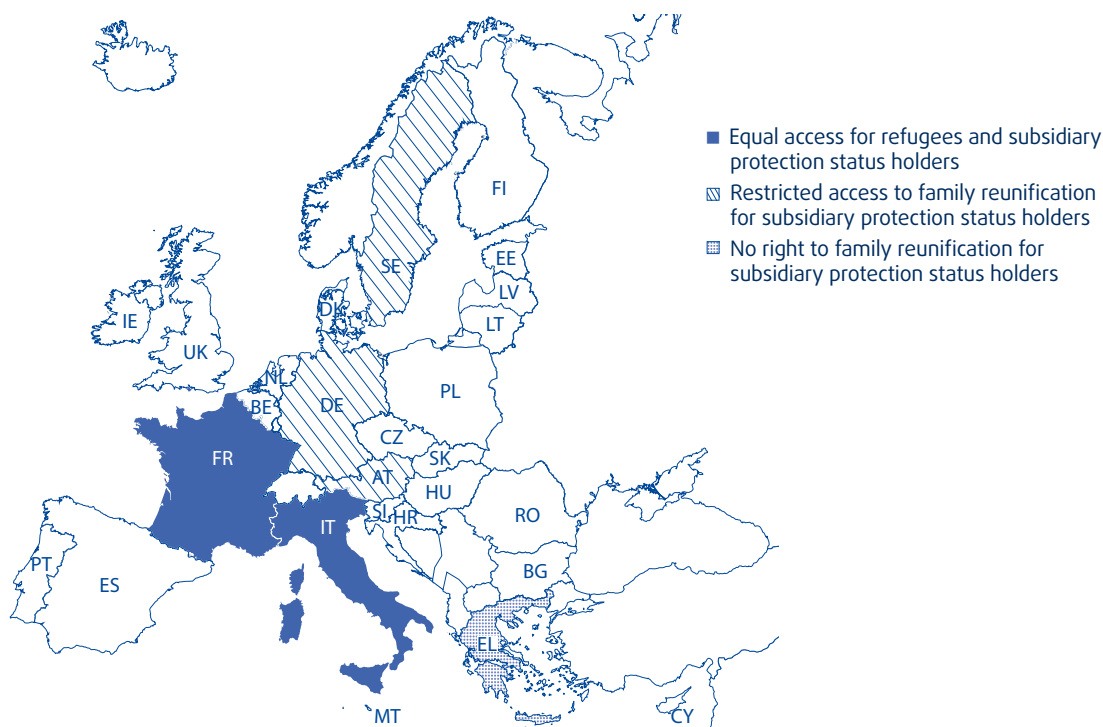 Equal access for refugees and subsidiary
protection status holders
Restricted access to family reunification
for subsidiary protection status holders
No right to family reunification for
subsidiary protection status holders
FI
SE
EE
LV
DK
LT
IE
UK
NL
PL
BE
DE
CZ
FR
SK
AT
HU
SI
HR
RO
IT
PT
ES
BG
EL
MT
CY